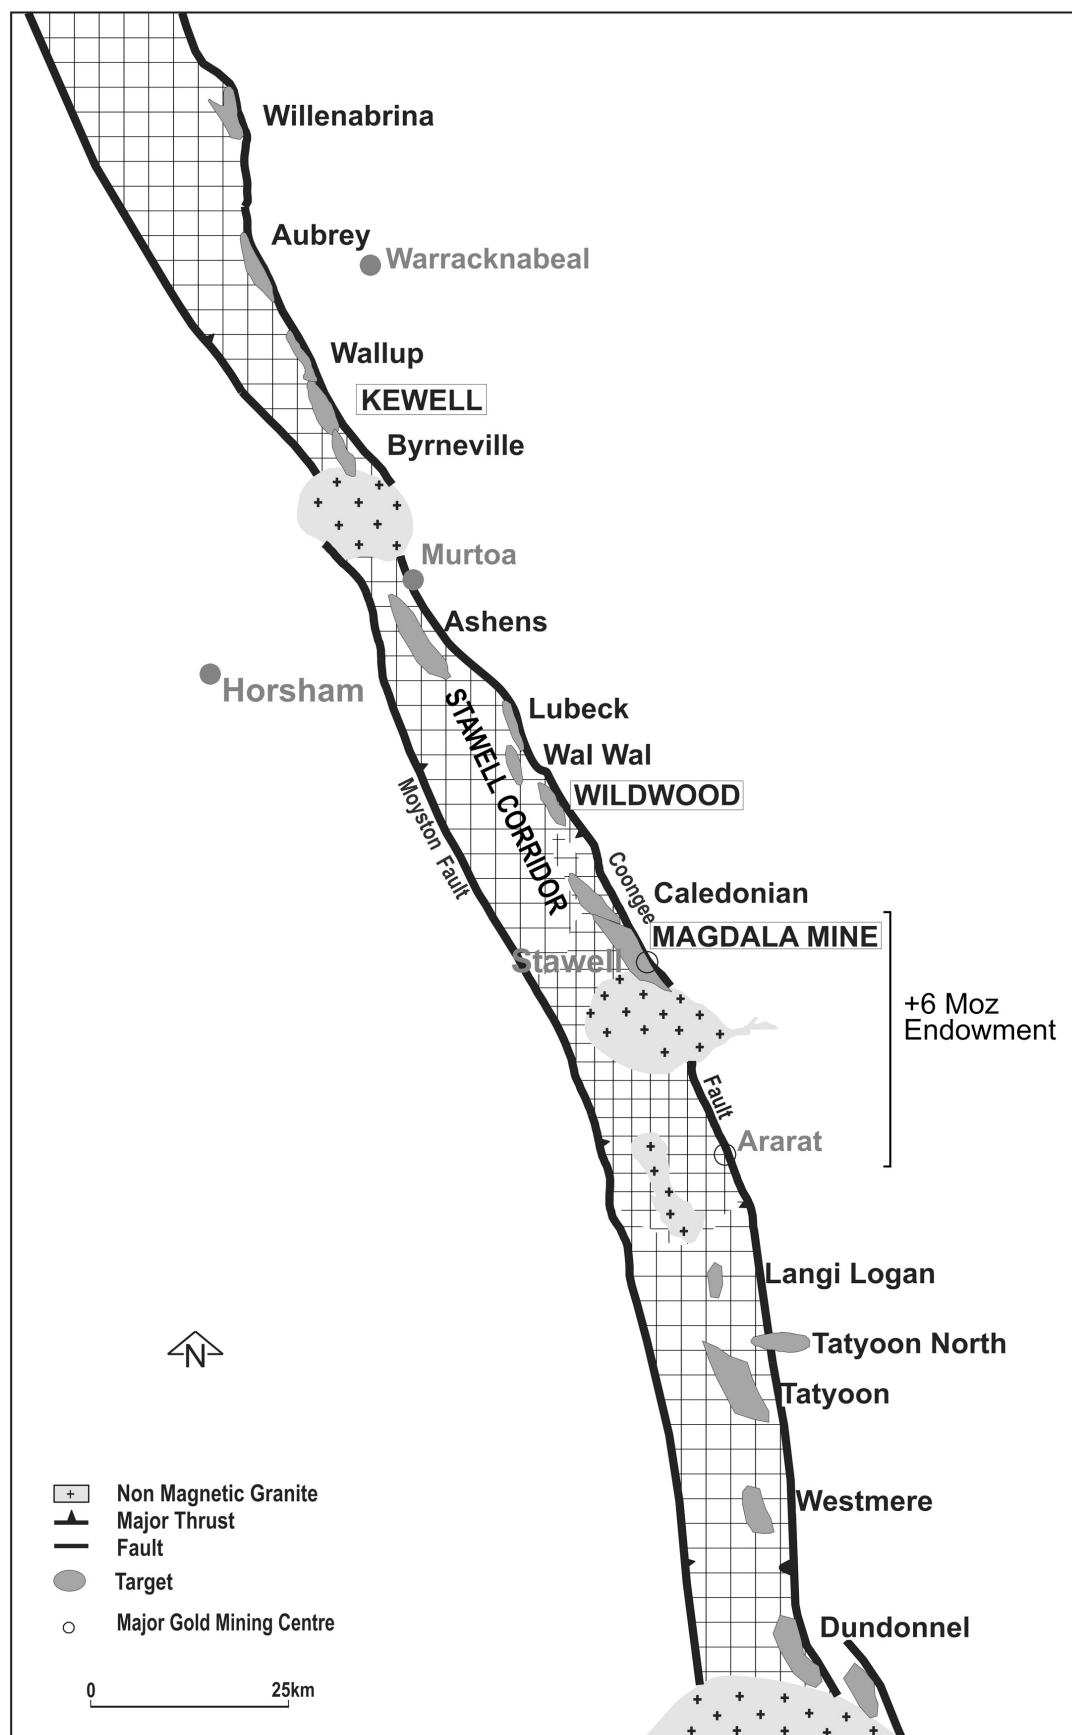 Willenabrina
Aubrey
Warracknabeal
Wallup
KEWELL
Byrneville
Murtoa
Ashens
Horsham
STAWELL CORRIDOR
Lubeck
Wal Wal
WILDWOOD
Moyston Fault
Coongee
Caledonian
MAGDALA MINE
Stawell
+6 Moz
Endowment
Fault
Ararat
Langi Logan
Tatyoon North
Tatyoon
N
Westmere
Dundonnel
Non Magnetic Granite
Major Thrust
Fault
Target
Major Gold Mining Centre
0 25km